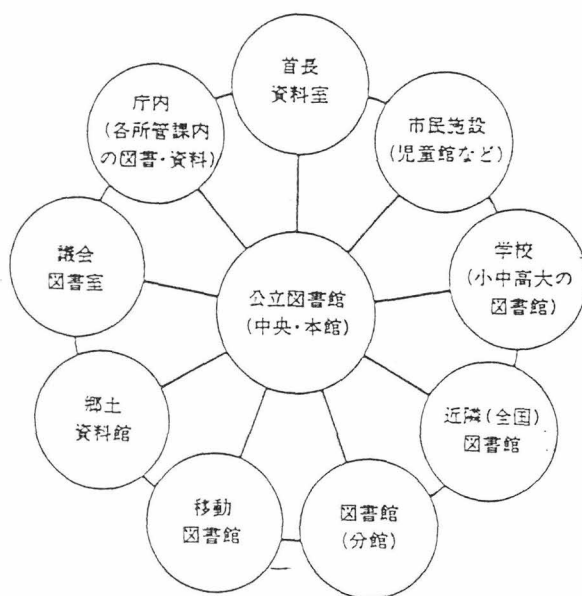 首長
資料室
市民施設
(児童館など)
学校
(小中高大の
図書館)
近隣(全国)
図書館
図書館
(分館)
移動
図書館
郷土
資料館
議会
図書室
庁内
(各所管課内
の図書・資料)
公立図書館
(中央・本館)